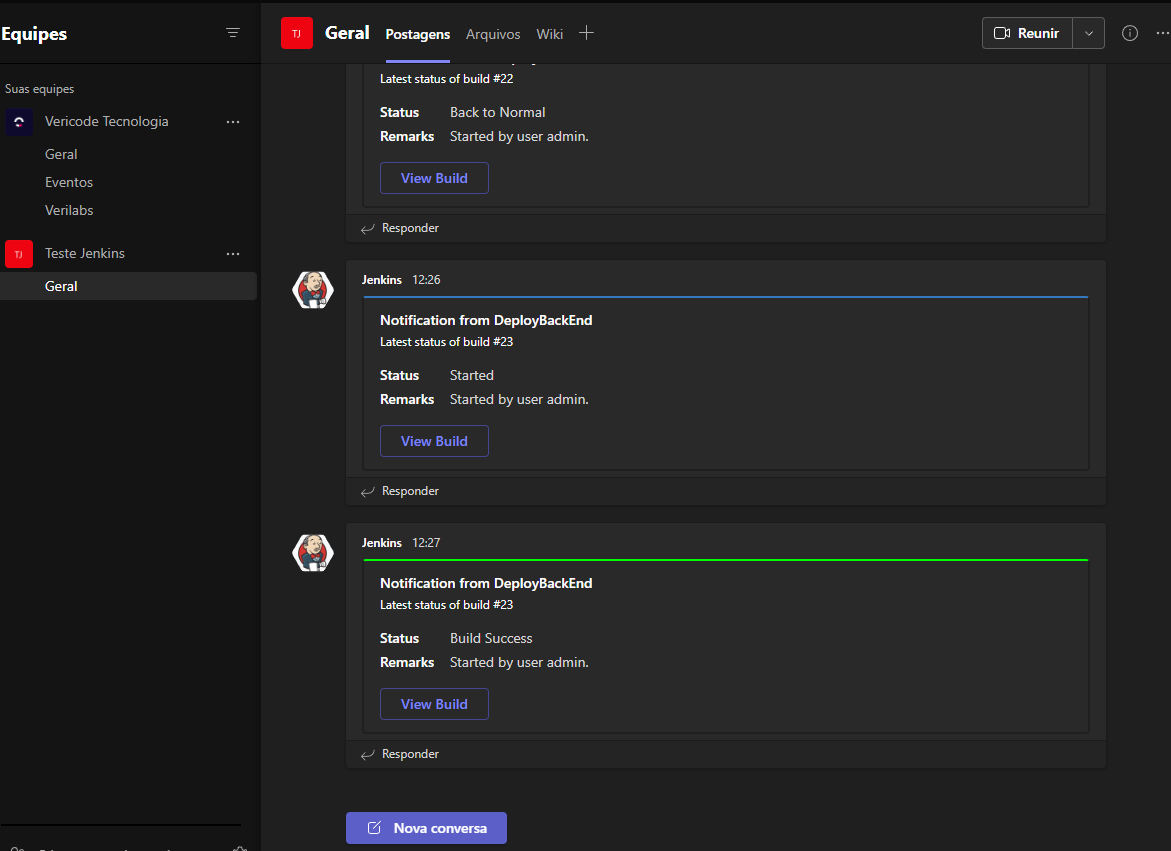 Equipes
Suas equipes
Vericode Tecnologia
Geral
Eventos
Verilabs
TJ Teste Jenkins
Geral
TJ Geral Postagens Arquivos Wiki Reunir
Latest status of build #22
Status Back to Normal
Remarks Started by user admin.
View Build
Responder
Jenkins 12:26
Notification from DeployBackEnd
Latest status of build #23
Status Started
Remarks Started by user admin.
View Build
Responder
Jenkins 12:27
Notification from DeployBackEnd
Latest status of build #23
Status Build Success
Remarks Started by user admin.
View Build
Responder
Nova conversa